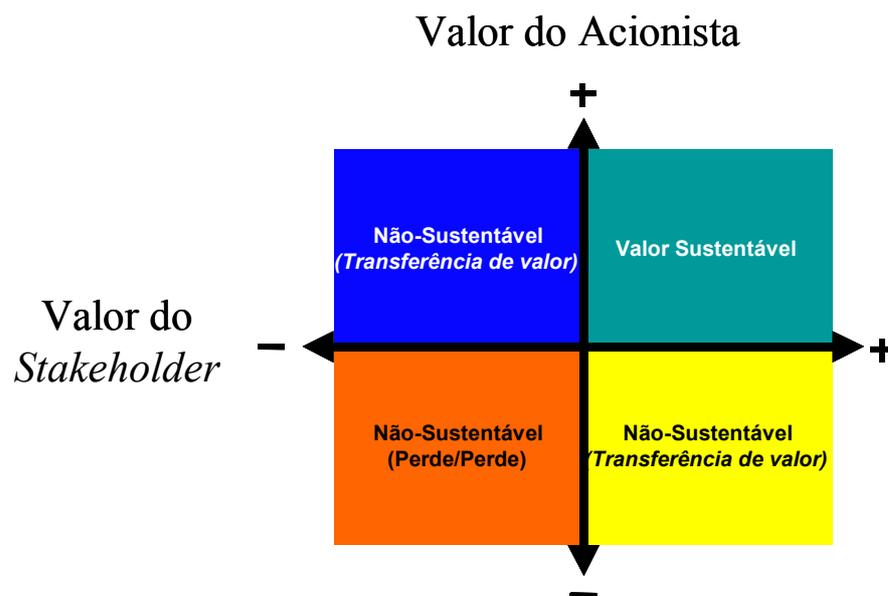 Valor do Acionista
+
Não-Sustentável
(Transferência de valor)
Valor Sustentável
Valor do
Stakeholder
−
+
Não-Sustentável
(Perde/Perde)
Não-Sustentável
(Transferência de valor)
−